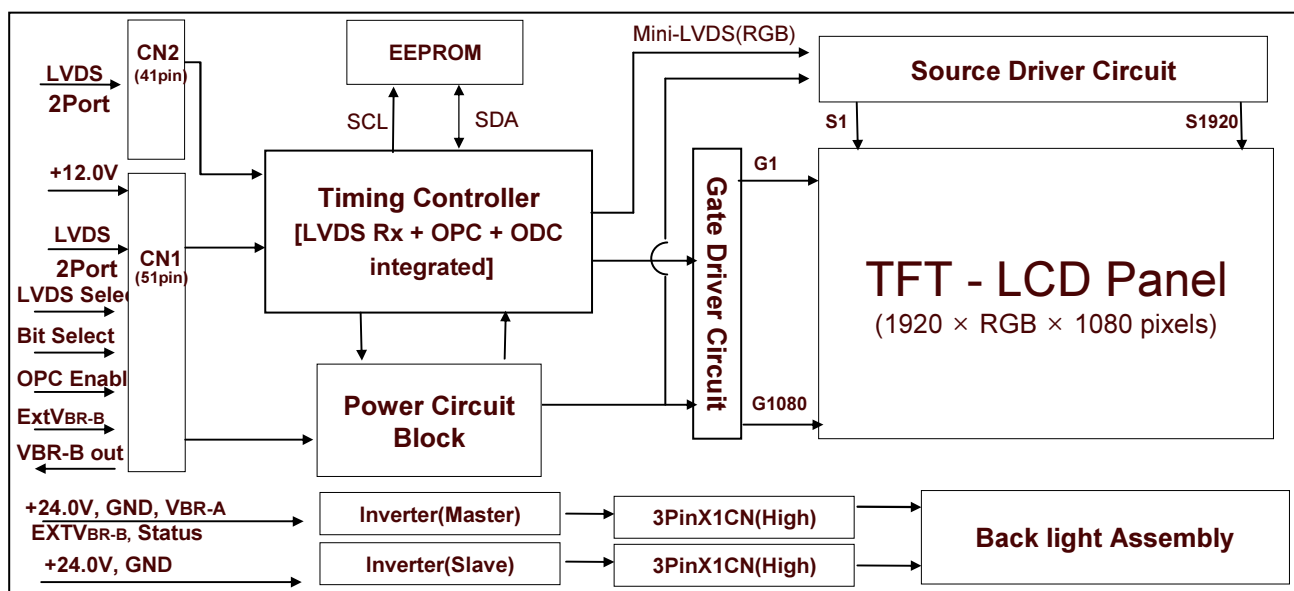 CN2
(41pin)
LVDS
2Port
EEPROM
SCL
SDA
Mini-LVDS(RGB)
Source Driver Circuit
S1
S1920
+12.0V
LVDS
2Port
CN1
(51pin)
LVDS Selec
Bit Select
OPC Enabl
ExtVBR-B
VBR-B out
Timing Controller
[LVDS Rx + OPC + ODC
integrated]
Power Circuit
Block
Gate Driver Circuit
G1
G1080
TFT - LCD Panel
(1920 × RGB × 1080 pixels)
+24.0V, GND, VBR-A
EXTVBR-B, Status
+24.0V, GND
Inverter(Master)
3PinX1CN(High)
Inverter(Slave)
3PinX1CN(High)
Back light Assembly